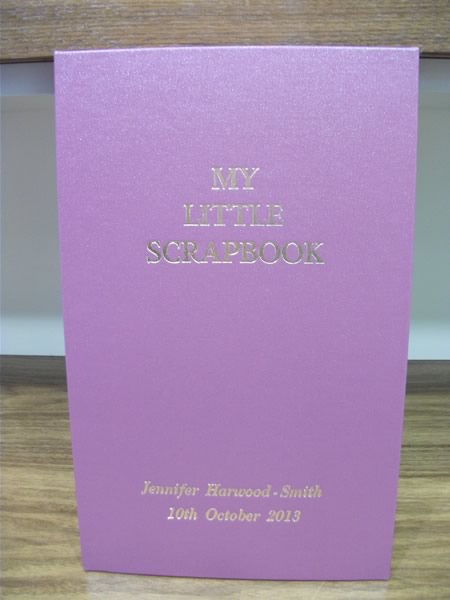 MY
LITTLE
SCRAPBOOK
Jennifer Harwood-Smith
10th October 2013